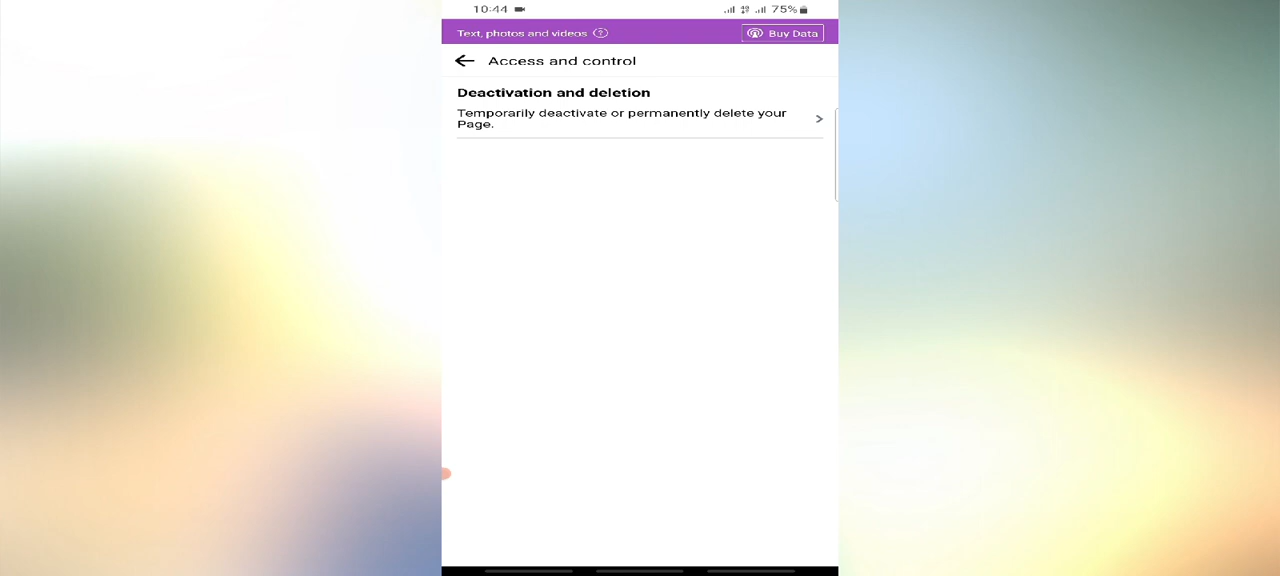 10:44 75%
Text, photos and videos ? Buy Data
Access and control
Deactivation and deletion
Temporarily deactivate or permanently delete your
Page.